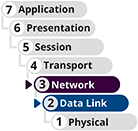 7 Application
6 Presentation
5 Session
4 Transport
3 Network
2 Data Link
1 Physical